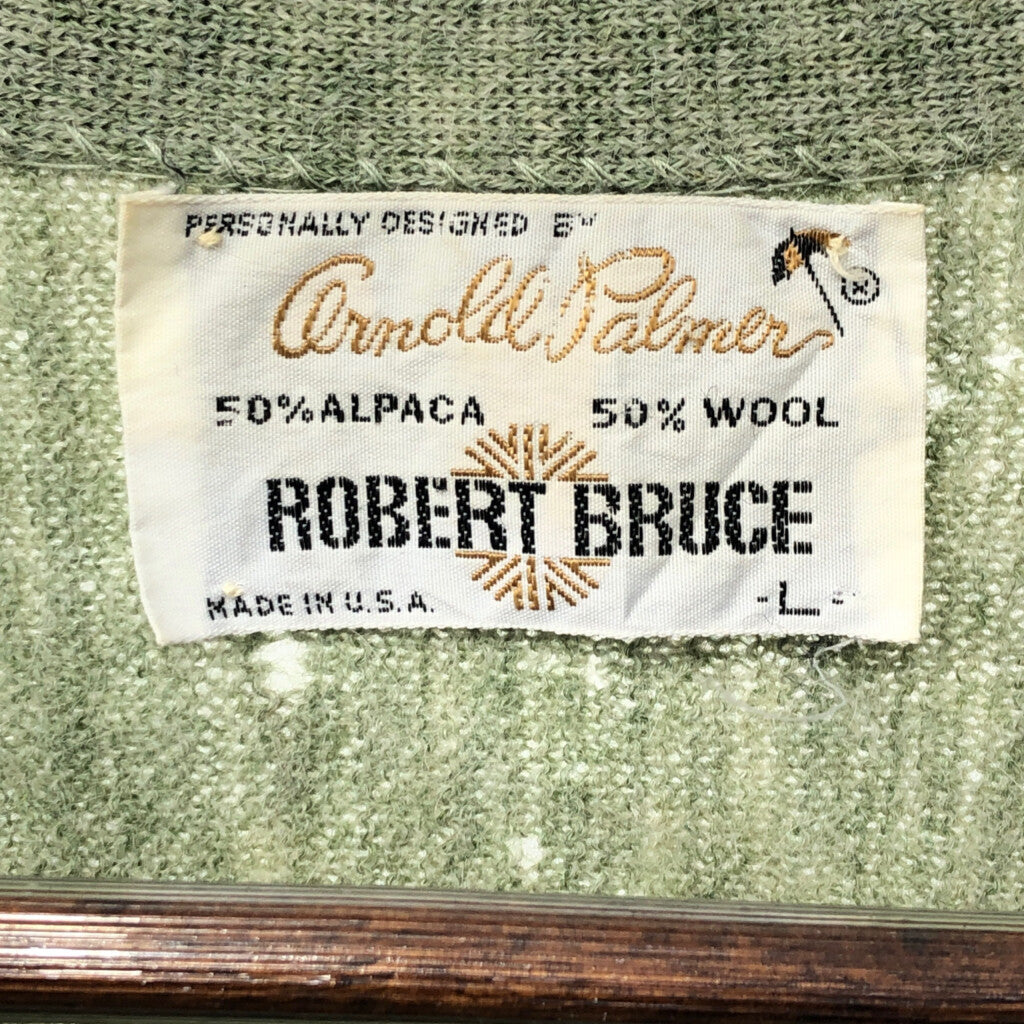 PERSONALLY DESIGNED BY
Arnold Palmer ®
50% ALPACA 50% WOOL
ROBERT BRUCE
MADE IN U.S.A. -L-